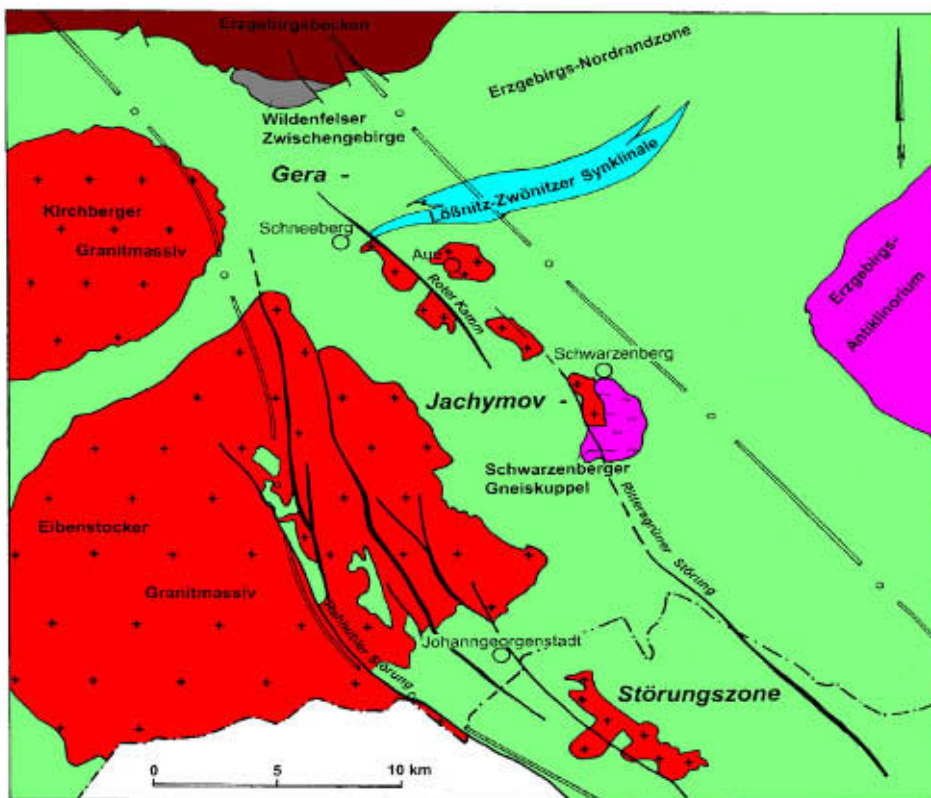 Erzgebirgsbecken
Erzgebirgs-Nordrandzone
Wildenfelser
Zwischengebirge
Gera -
Lößnitz-Zwönitzer Synklinale
Kirchberger
Granitmassiv
Schneeberg
Aue
Roter Kamm
Erzgebirgs-
Antiklinorium
Schwarzenberg
Jachymov -
Schwarzenberger
Gneiskuppel
Eibenstocker
Rittersgrüner Störung
Granitmassiv
Johanngeorgenstadt
Störung
Störungszone
0 5 10 km